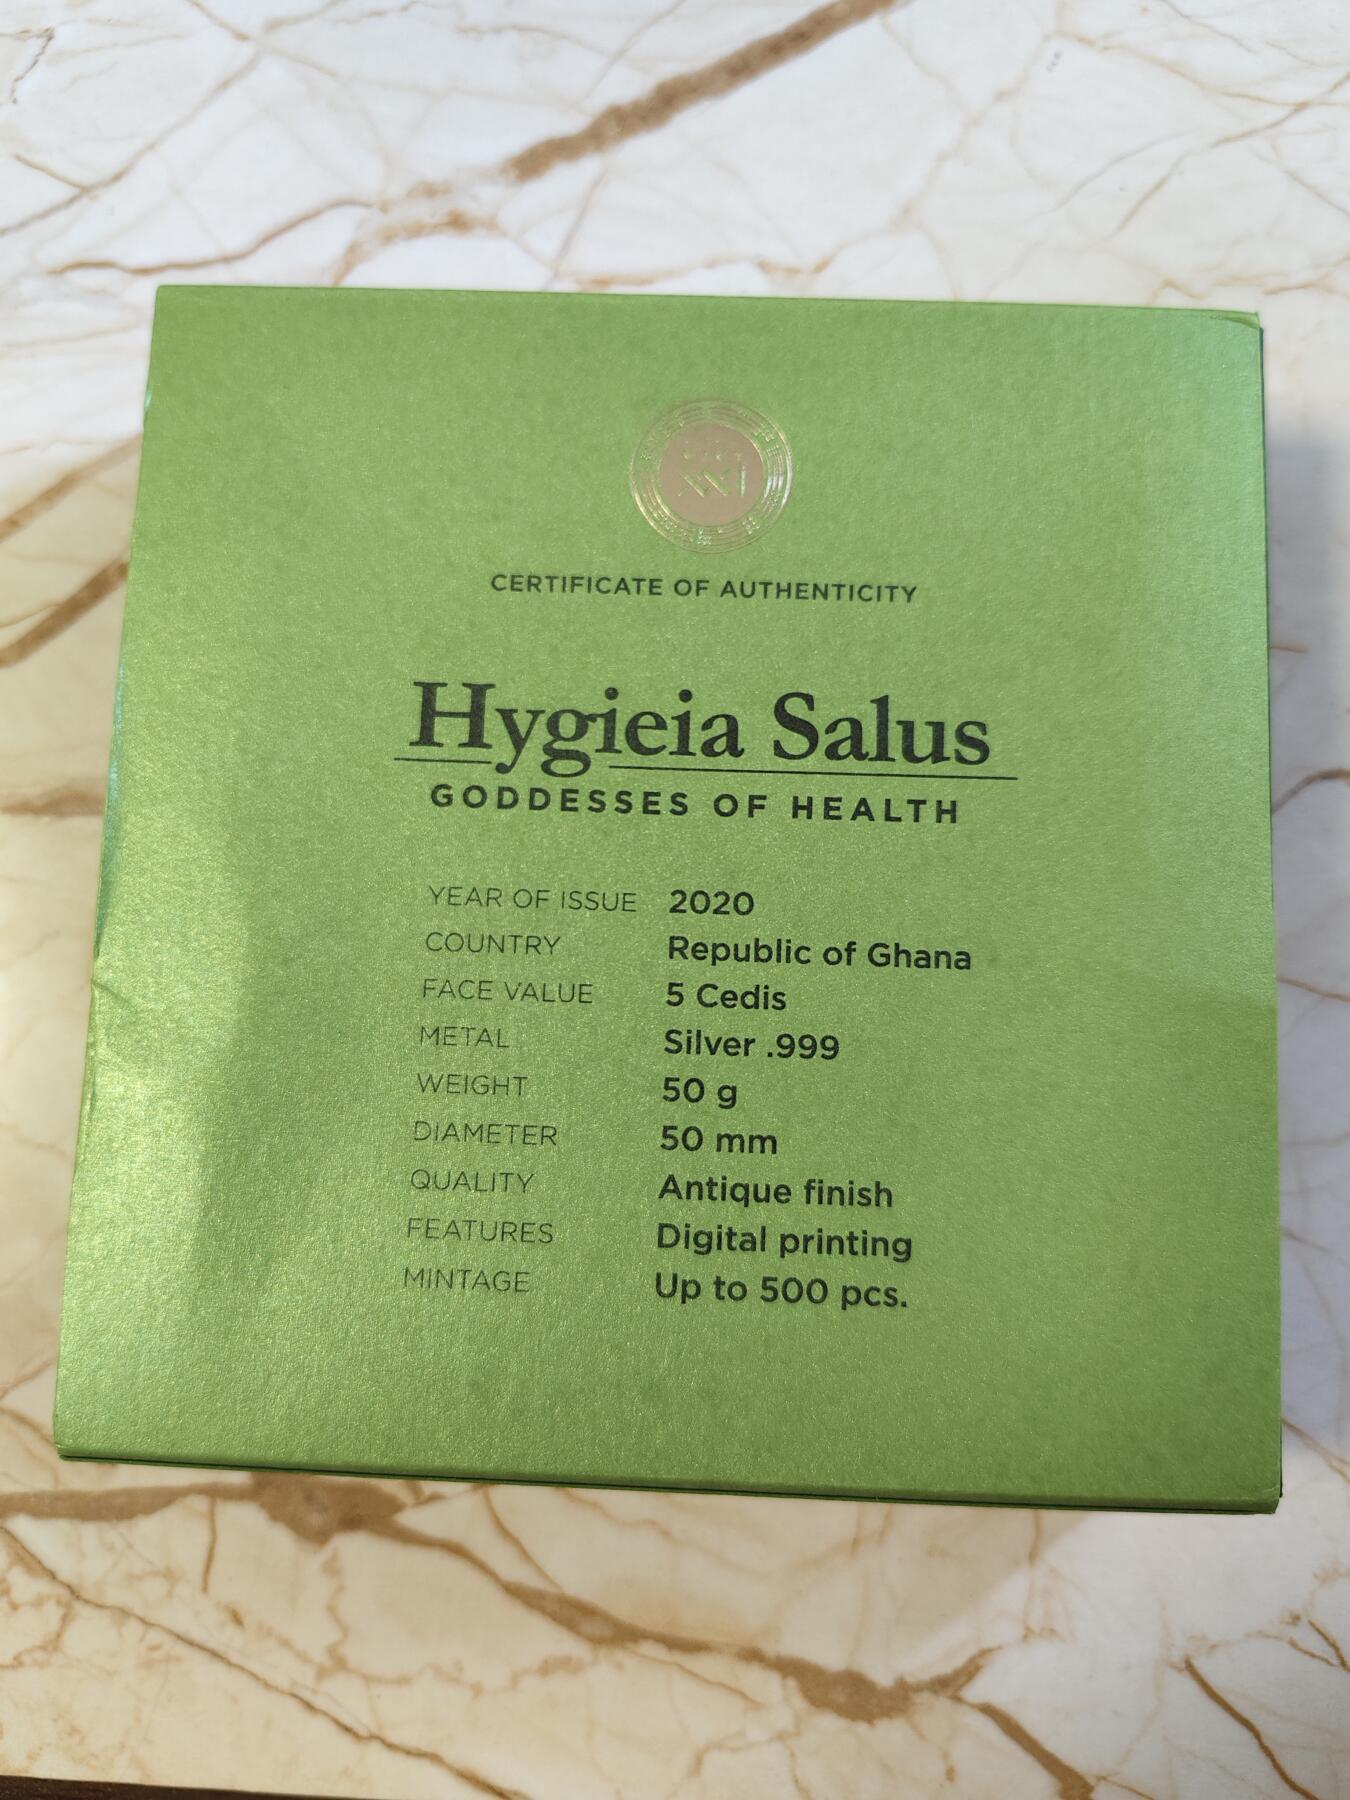 CERTIFICATE OF AUTHENTICITY
Hygieia Salus
GODDESSES OF HEALTH
YEAR OF ISSUE 2020
COUNTRY Republic of Ghana
FACE VALUE 5 Cedis
METAL Silver .999
WEIGHT 50 g
DIAMETER 50 mm
QUALITY Antique finish
FEATURES Digital printing
MINTAGE Up to 500 pcs.